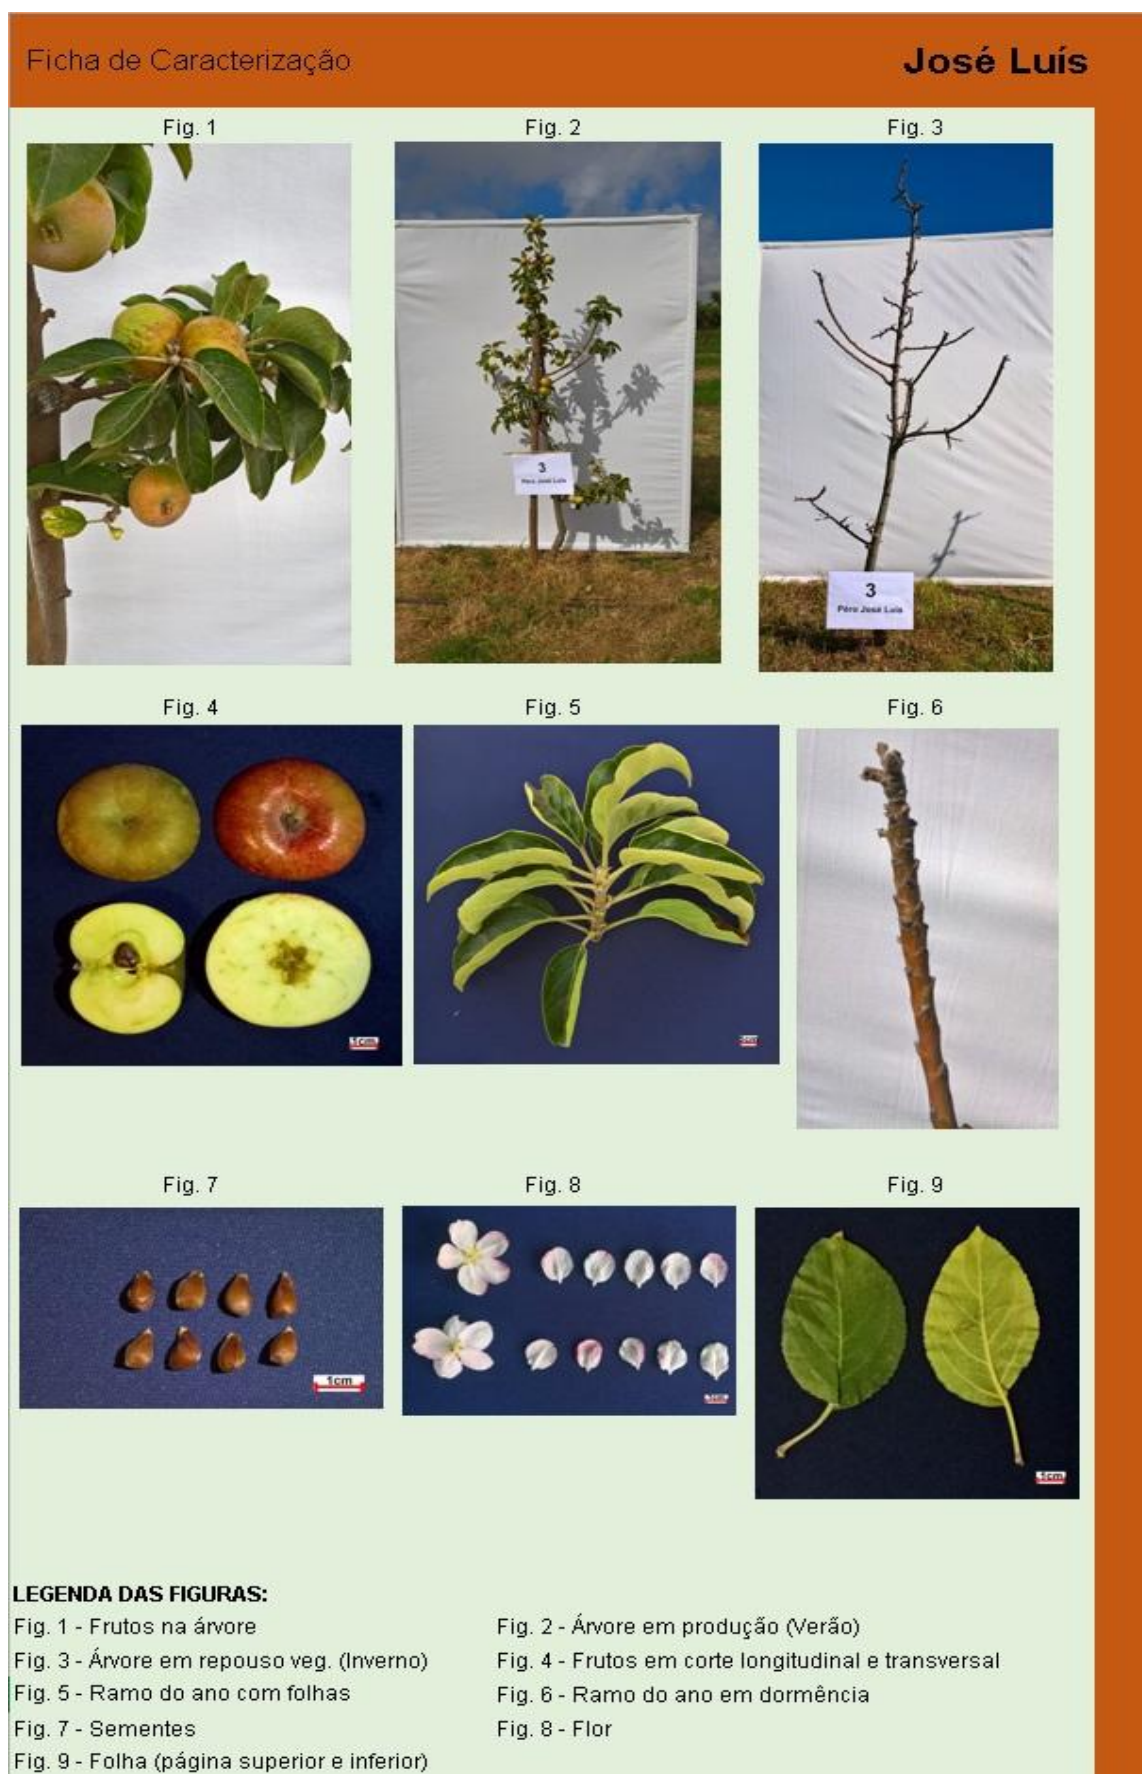 Ficha de Caracterização José Luís
Fig. 1 Fig. 2 Fig. 3
3
Pêro José Luís
3
Pêro José Luís
Fig. 4 Fig. 5 Fig. 6
1cm
Fig. 7 Fig. 8 Fig. 9
1cm
1cm
1cm
LEGENDA DAS FIGURAS:
Fig. 1 - Frutos na árvore Fig. 2 - Árvore em produção (Verão)
Fig. 3 - Árvore em repouso veg. (Inverno) Fig. 4 - Frutos em corte longitudinal e transversal
Fig. 5 - Ramo do ano com folhas Fig. 6 - Ramo do ano em dormência
Fig. 7 - Sementes Fig. 8 - Flor
Fig. 9 - Folha (página superior e inferior)